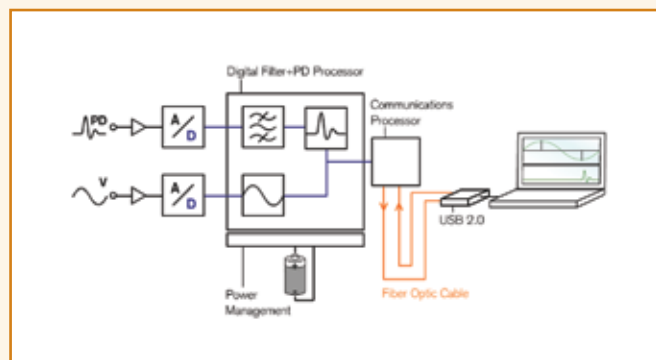 Digital Filter+PD Processor
Communications
Processor
PD
A/D
V
A/D
USB 2.0
Power
Management
Fiber Optic Cable